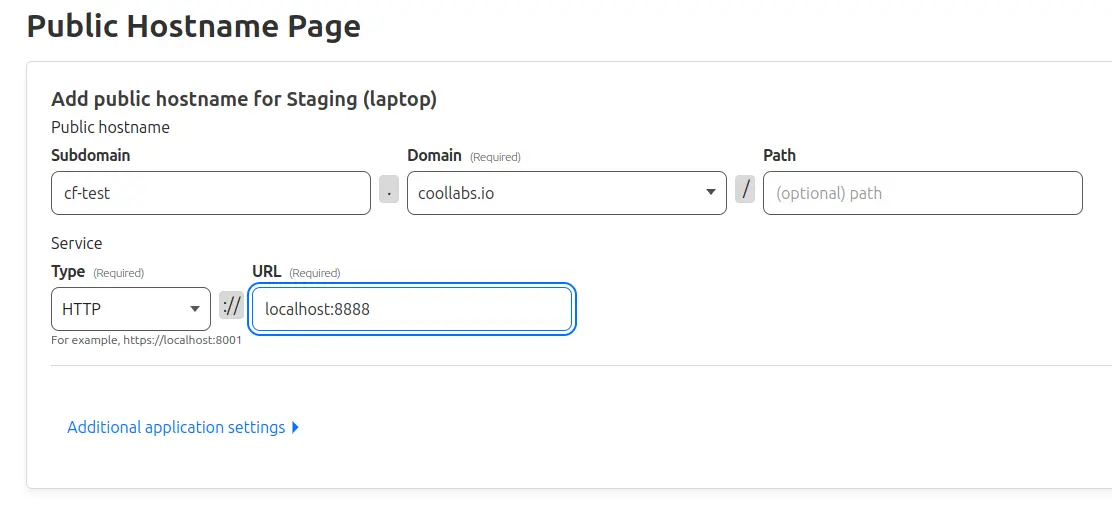 Public Hostname Page
Add public hostname for Staging (laptop)
Public hostname
Subdomain Domain (Required) Path
cf-test . coollabs.io / (optional) path
Service
Type (Required) URL (Required)
HTTP :// localhost:8888
For example, https://localhost:8001
Additional application settings